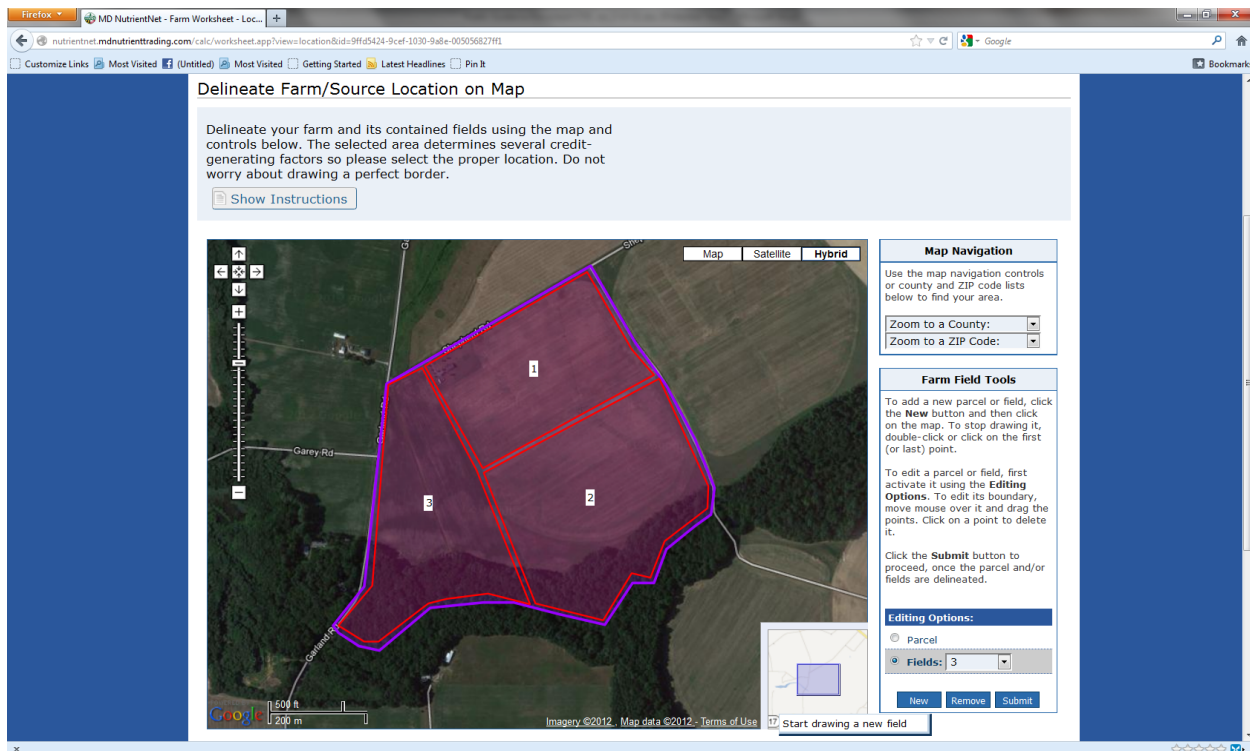 Firefox
MD NutrientNet - Farm Worksheet - Loc...
nutrientnet.mdnutrienttrading.com/calc/worksheet.app?view=location&id=9ffd5424-9cef-1030-9a8e-005056827ff1
Google
Customize Links Most Visited (Untitled) Most Visited Getting Started Latest Headlines Pin It
Bookmark
Delineate Farm/Source Location on Map
Delineate your farm and its contained fields using the map and
controls below. The selected area determines several credit-
generating factors so please select the proper location. Do not
worry about drawing a perfect border.
Show Instructions
Map Satellite Hybrid
1
2
3
Garey Rd
Garland Rd
Garland Rd
500 ft
200 m
Google
Imagery ©2012 , Map data ©2012 - Terms of Use
Map Navigation
Use the map navigation controls
or county and ZIP code lists
below to find your area.
Zoom to a County:
Zoom to a ZIP Code:
Farm Field Tools
To add a new parcel or field, click
the New button and then click
on the map. To stop drawing it,
double-click or click on the first
(or last) point.
To edit a parcel or field, first
activate it using the Editing
Options. To edit its boundary,
move mouse over it and drag the
points. Click on a point to delete
it.
Click the Submit button to
proceed, once the parcel and/or
fields are delineated.
Editing Options:
Parcel
Fields: 3
New Remove Submit
17 Start drawing a new field